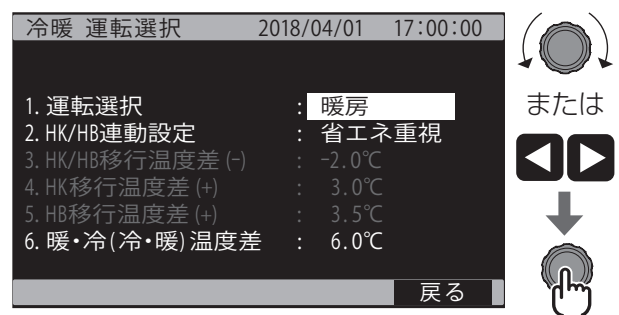 冷暖 運転選択 2018/04/01 17:00:00
1. 運転選択 : 暖房
2. HK/HB連動設定 : 省エネ重視
3. HK/HB移行温度差 (-) : -2.0℃
4. HK移行温度差 (+) : 3.0℃
5. HB移行温度差 (+) : 3.5℃
6. 暖・冷(冷・暖)温度差 : 6.0℃
戻る
または